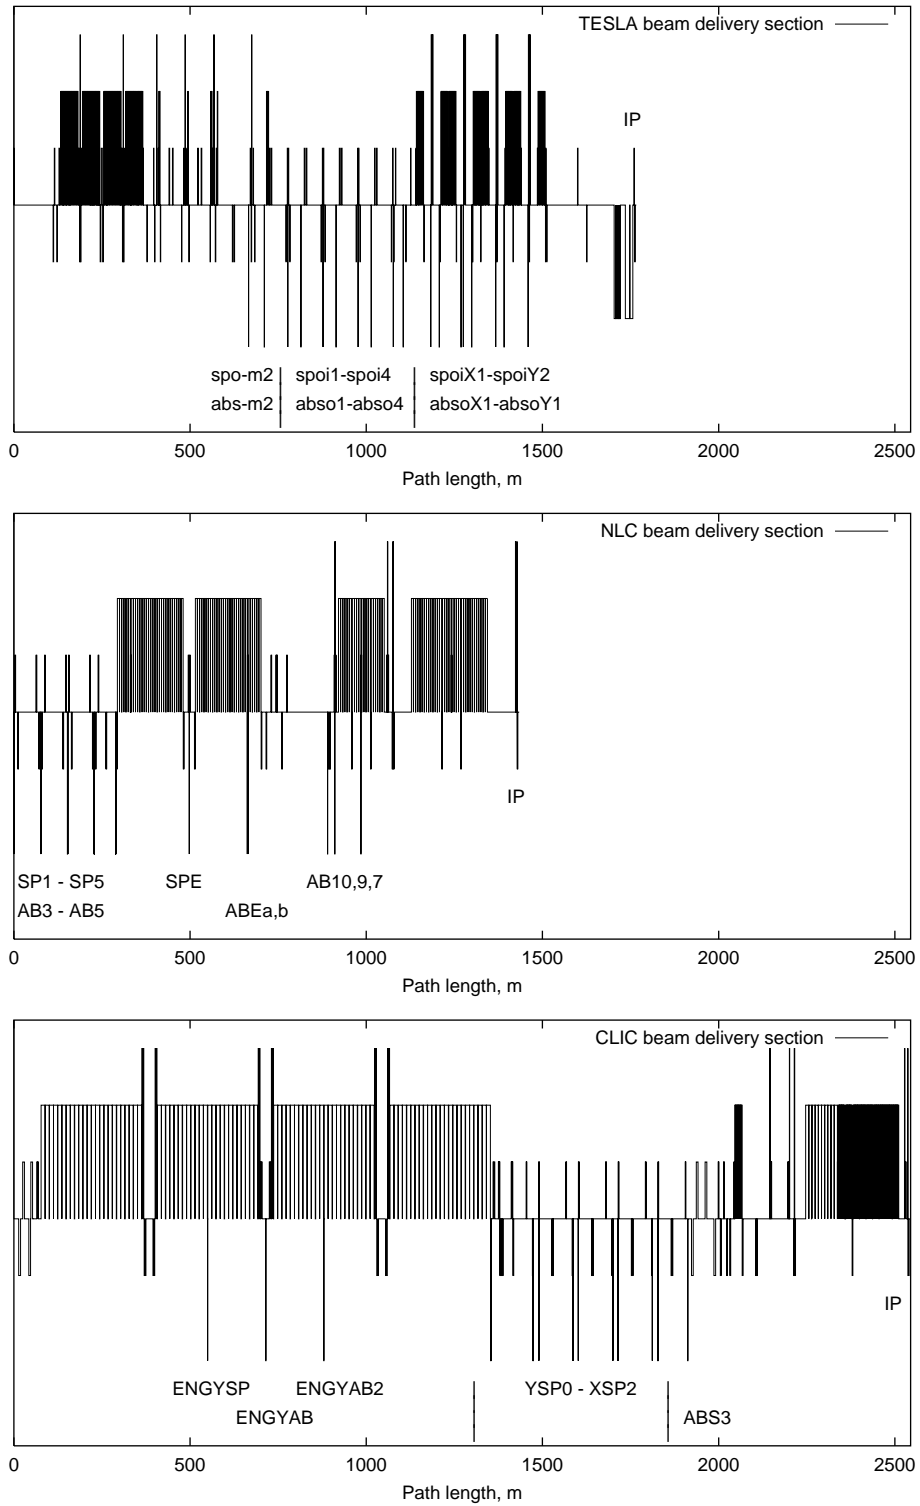 TESLA beam delivery section
IP
spo-m2 spoi1-spoi4 spoiX1-spoiY2
abs-m2 abso1-abso4 absoX1-absoY1
0 500 1000 1500 2000 2500
Path length, m
NLC beam delivery section
IP
SP1 - SP5 SPE AB10,9,7
AB3 - AB5 ABEa,b
0 500 1000 1500 2000 2500
Path length, m
CLIC beam delivery section
IP
ENGYSP ENGYAB2 YSP0 - XSP2
ENGYAB ABS3
0 500 1000 1500 2000 2500
Path length, m